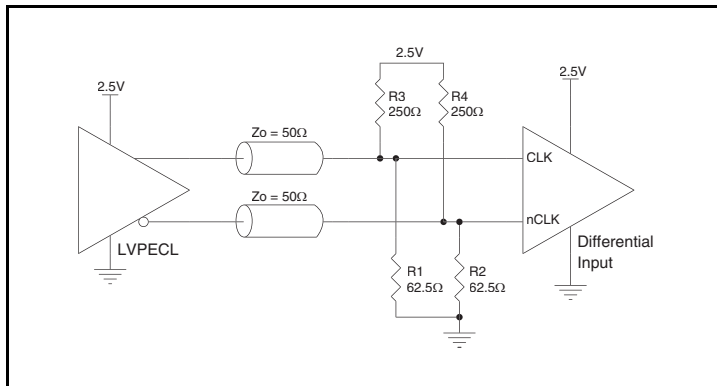 2.5V
2.5V
2.5V
R3
250Ω
R4
250Ω
Zo = 50Ω
CLK
Zo = 50Ω
nCLK
LVPECL
Differential
Input
R1
62.5Ω
R2
62.5Ω